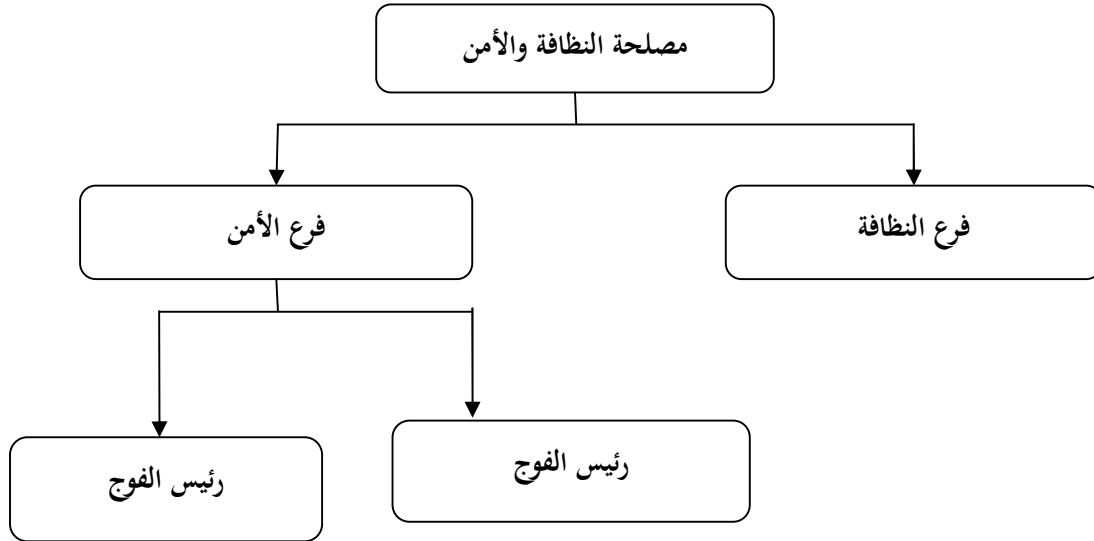 مصلحة النظافة والأمن
فرع النظافة
فرع الأمن
رئيس الفوج
رئيس الفوج